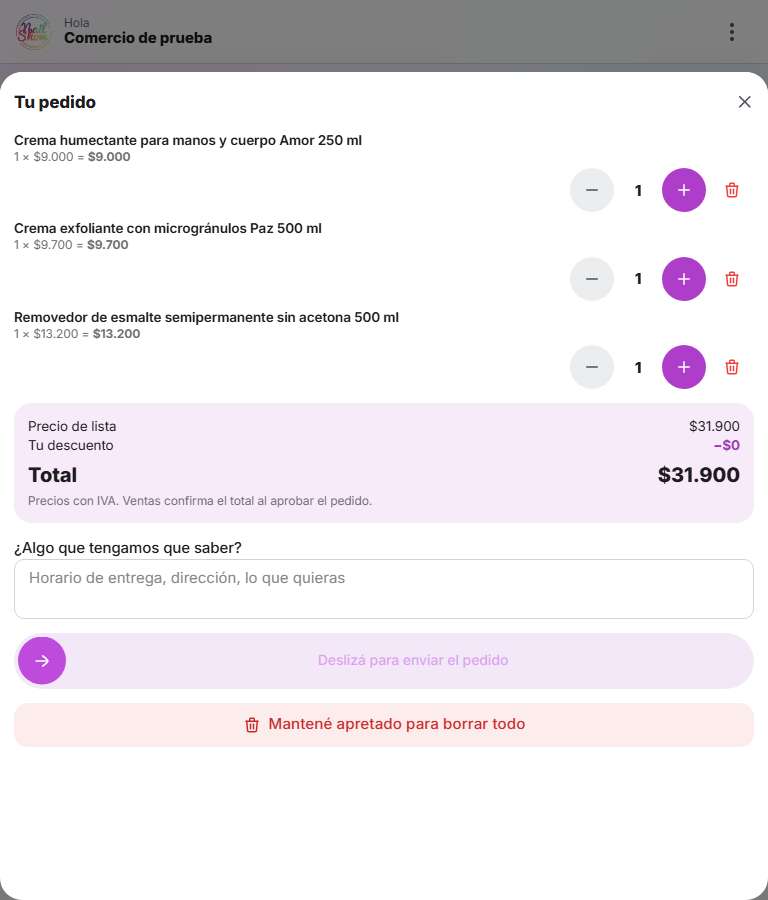 Nail
Show
Hola
Comercio de prueba
Tu pedido
Crema humectante para manos y cuerpo Amor 250 ml
1 × $9.000 = $9.000
1
Crema exfoliante con microgránulos Paz 500 ml
1 × $9.700 = $9.700
1
Removedor de esmalte semipermanente sin acetona 500 ml
1 × $13.200 = $13.200
1
Precio de lista $31.900
Tu descuento −$0
Total $31.900
Precios con IVA. Ventas confirma el total al aprobar el pedido.
¿Algo que tengamos que saber?
Horario de entrega, dirección, lo que quieras
Deslizá para enviar el pedido
Mantené apretado para borrar todo